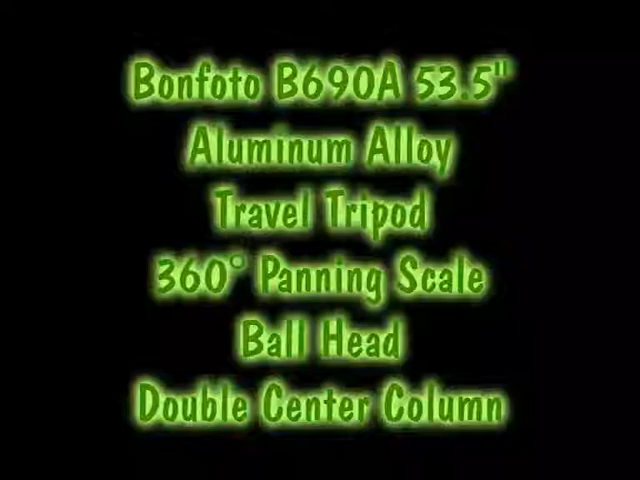 Bonfoto B690A 53.5"
Aluminum Alloy
Travel Tripod
360° Panning Scale
Ball Head
Double Center Column